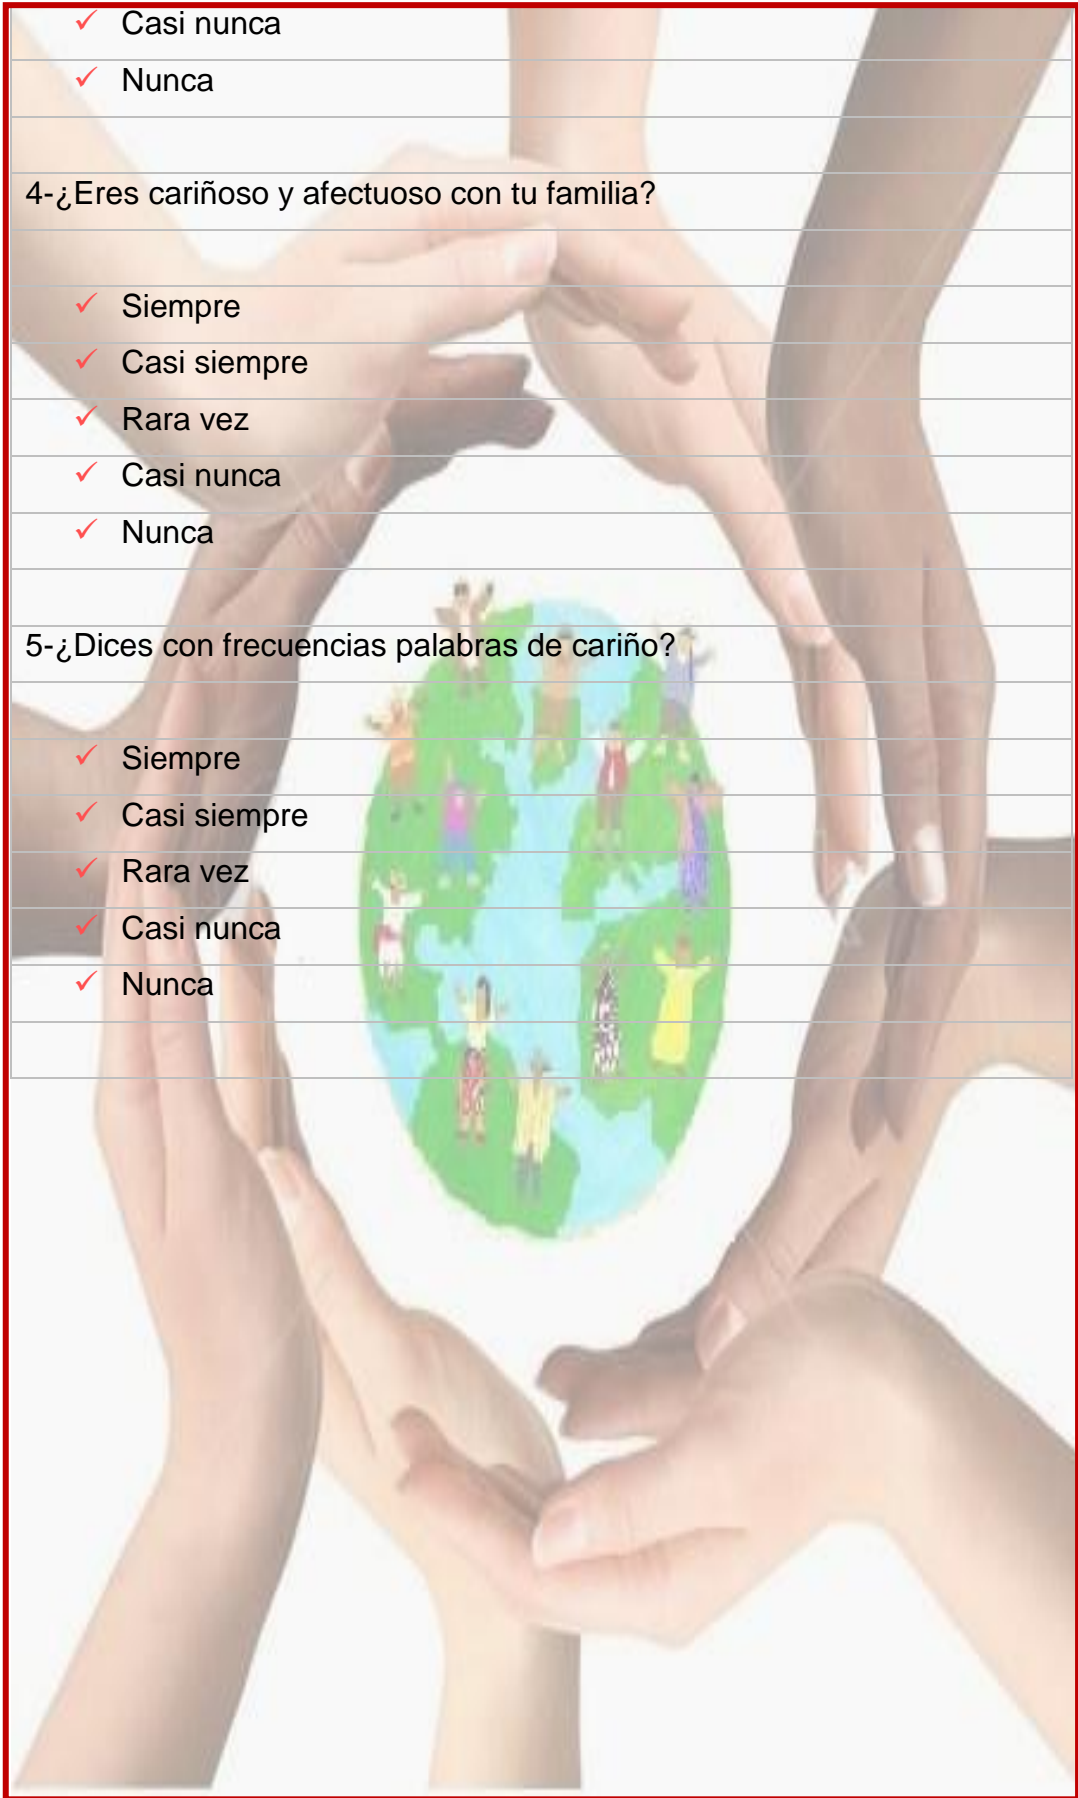 ✓ Casi nunca
✓ Nunca
4-¿Eres cariñoso y afectuoso con tu familia?
✓ Siempre
✓ Casi siempre
✓ Rara vez
✓ Casi nunca
✓ Nunca
5-¿Dices con frecuencias palabras de cariño?
✓ Siempre
✓ Casi siempre
✓ Rara vez
✓ Casi nunca
✓ Nunca